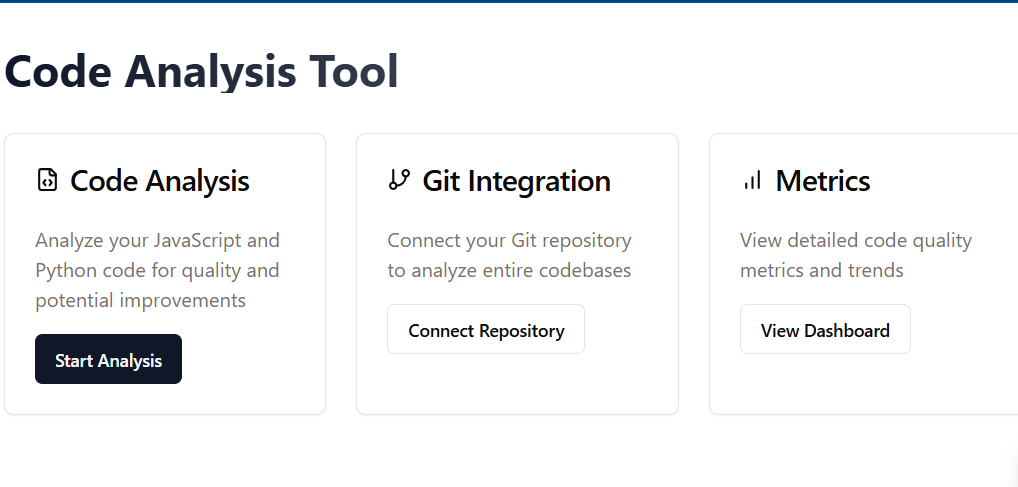 Code Analysis Tool
Code Analysis
Analyze your JavaScript and
Python code for quality and
potential improvements
Start Analysis
Git Integration
Connect your Git repository
to analyze entire codebases
Connect Repository
Metrics
View detailed code quality
metrics and trends
View Dashboard